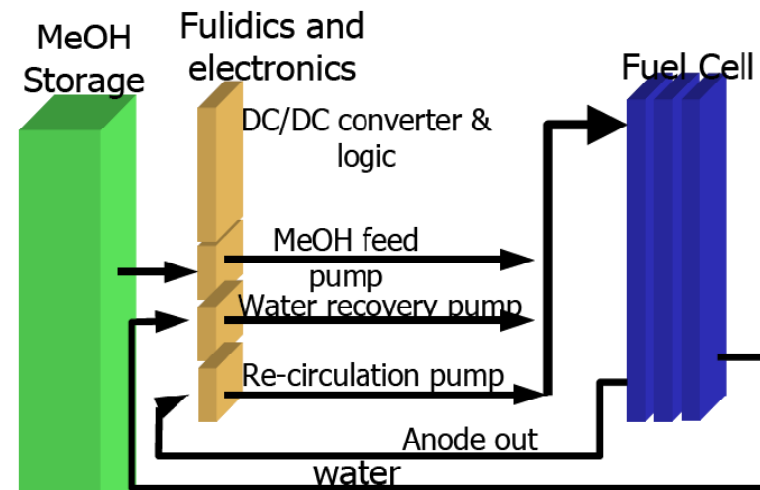 MeOH
Storage
Fulidics and
electronics
Fuel Cell
DC/DC converter &
logic
MeOH feed
pump
Water recovery pump
Re-circulation pump
Anode out
water